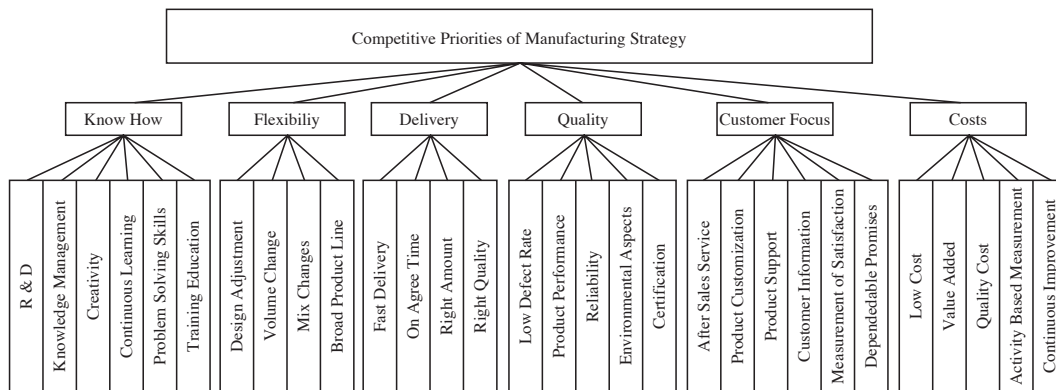 Competitive Priorities of Manufacturing Strategy
Know How
Flexibiliy
Delivery
Quality
Customer Focus
Costs
R & D
Knowledge Management
Creativity
Continuous Learning
Problem Solving Skills
Training Education
Design Adjustment
Volume Change
Mix Changes
Broad Product Line
Fast Delivery
On Agree Time
Right Amount
Right Quality
Low Defect Rate
Product Performance
Reliability
Environmental Aspects
Certification
After Sales Service
Product Customization
Product Support
Customer Information
Measurement of Satisfaction
Dependedable Promises
Low Cost
Value Added
Quality Cost
Activity Based Measurement
Continuous Improvement